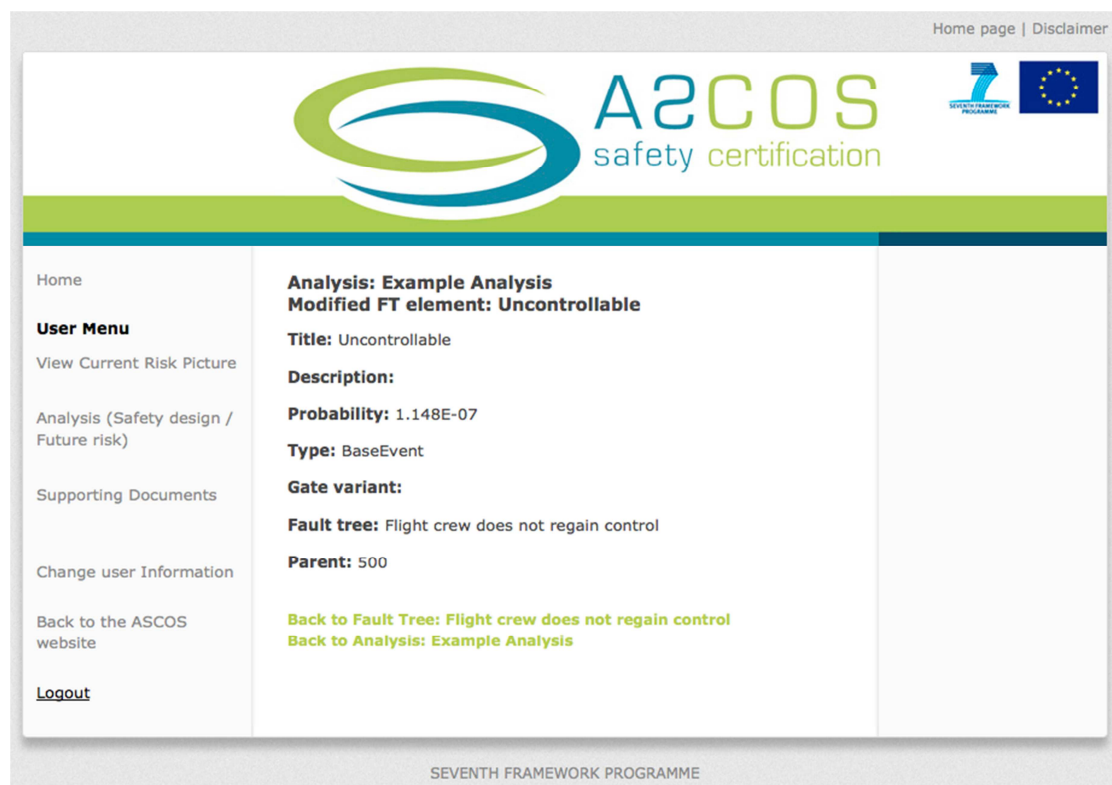 Home page | Disclaimer
ASCOS
safety certification
SEVENTH FRAMEWORK
PROGRAMME
Home
User Menu
View Current Risk Picture
Analysis (Safety design /
Future risk)
Supporting Documents
Change user Information
Back to the ASCOS
website
Logout
Analysis: Example Analysis
Modified FT element: Uncontrollable
Title: Uncontrollable
Description:
Probability: 1.148E-07
Type: BaseEvent
Gate variant:
Fault tree: Flight crew does not regain control
Parent: 500
Back to Fault Tree: Flight crew does not regain control
Back to Analysis: Example Analysis
SEVENTH FRAMEWORK PROGRAMME